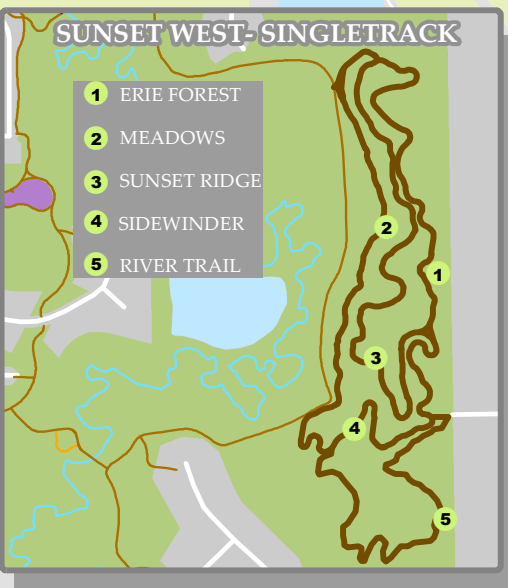 SUNSET WEST- SINGLETRACK
1 ERIE FOREST
2 MEADOWS
3 SUNSET RIDGE
4 SIDEWINDER
5 RIVER TRAIL
2
1
3
4
5